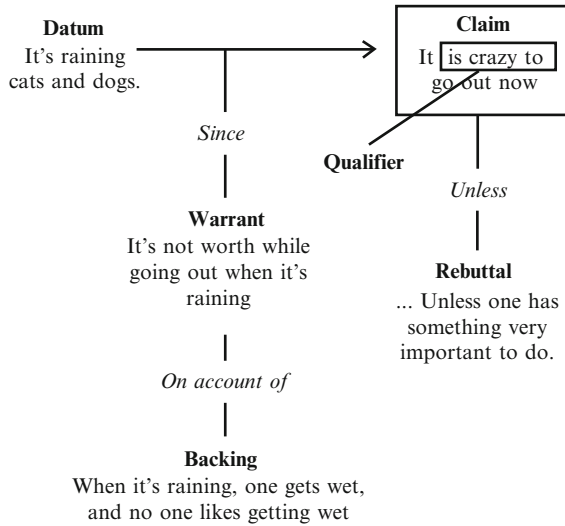 Datum
It's raining
cats and dogs.
Claim
It is crazy to
go out now
Since
Qualifier
Unless
Warrant
It's not worth while
going out when it's
raining
Rebuttal
... Unless one has
something very
important to do.
On account of
Backing
When it's raining, one gets wet,
and no one likes getting wet